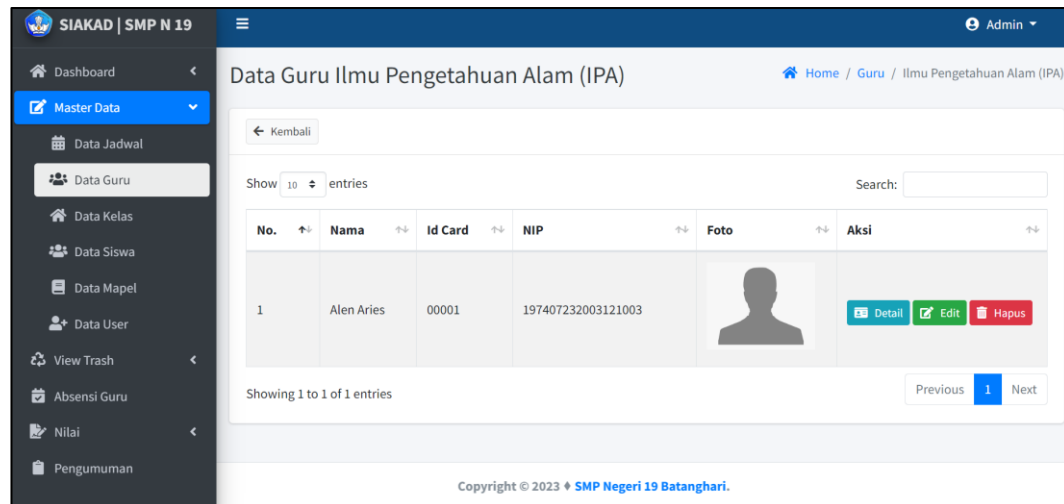 SIAKAD | SMP N 19
Admin
Dashboard
Master Data
Data Jadwal
Data Guru
Data Kelas
Data Siswa
Data Mapel
Data User
View Trash
Absensi Guru
Nilai
Pengumuman
Data Guru Ilmu Pengetahuan Alam (IPA)
Home / Guru / Ilmu Pengetahuan Alam (IPA)
Kembali
Show 10 entries
Search:
No. Nama Id Card NIP Foto Aksi
1 Alen Aries 00001 197407232003121003 Detail Edit Hapus
Showing 1 to 1 of 1 entries
Previous 1 Next
Copyright © 2023 ♦ SMP Negeri 19 Batanghari.